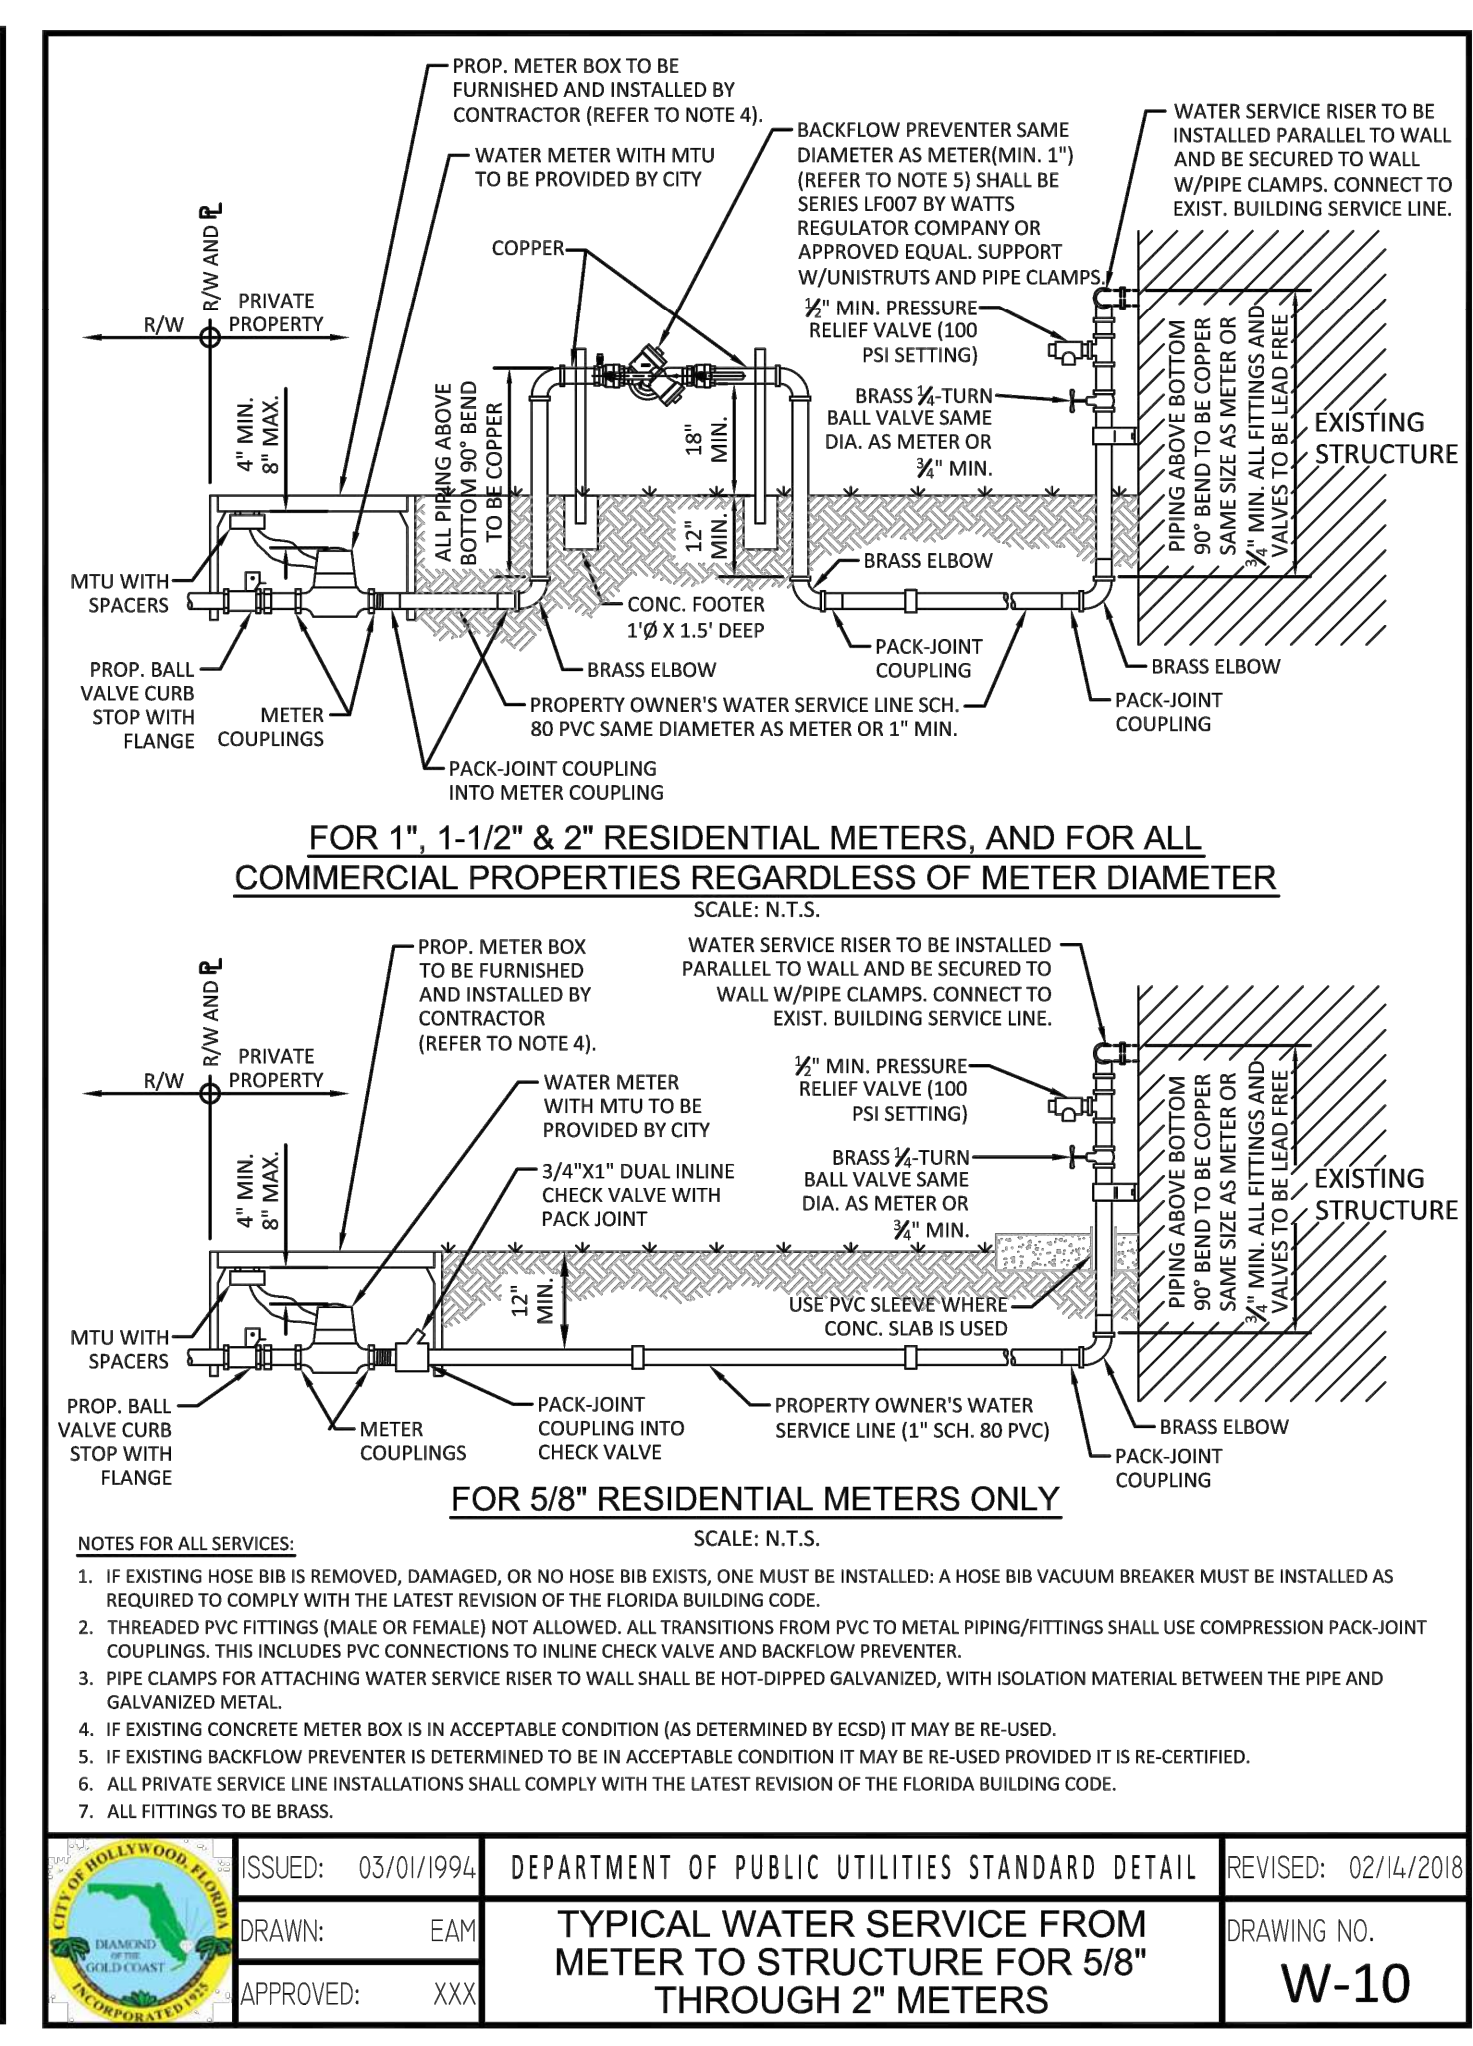 PROP. METER BOX TO BE
FURNISHED AND INSTALLED BY
CONTRACTOR (REFER TO NOTE 4).
WATER METER WITH MTU
TO BE PROVIDED BY CITY
BACKFLOW PREVENTER SAME
DIAMETER AS METER(MIN. 1")
(REFER TO NOTE 5) SHALL BE
SERIES LF007 BY WATTS
REGULATOR COMPANY OR
APPROVED EQUAL. SUPPORT
W/UNISTRUTS AND PIPE CLAMPS.
WATER SERVICE RISER TO BE
INSTALLED PARALLEL TO WALL
AND BE SECURED TO WALL
W/PIPE CLAMPS. CONNECT TO
EXIST. BUILDING SERVICE LINE.
COPPER
R/W AND ⅊
R/W
PRIVATE
PROPERTY
½" MIN. PRESSURE
RELIEF VALVE (100
PSI SETTING)
BRASS ¼-TURN
BALL VALVE SAME
DIA. AS METER OR
¾" MIN.
4" MIN.
8" MAX.
ALL PIPING ABOVE
BOTTOM 90° BEND
TO BE COPPER
18"
MIN.
12"
MIN.
PIPING ABOVE BOTTOM
90° BEND TO BE COPPER
SAME SIZE AS METER OR
¾" MIN. ALL FITTINGS AND
VALVES TO BE LEAD FREE
EXISTING
STRUCTURE
MTU WITH
SPACERS
BRASS ELBOW
CONC. FOOTER
1'Ø X 1.5' DEEP
PACK-JOINT
COUPLING
BRASS ELBOW
BRASS ELBOW
PROP. BALL
VALVE CURB
STOP WITH
FLANGE
METER
COUPLINGS
PROPERTY OWNER'S WATER SERVICE LINE SCH.
80 PVC SAME DIAMETER AS METER OR 1" MIN.
PACK-JOINT
COUPLING
PACK-JOINT COUPLING
INTO METER COUPLING
FOR 1", 1-1/2" & 2" RESIDENTIAL METERS, AND FOR ALL
COMMERCIAL PROPERTIES REGARDLESS OF METER DIAMETER
SCALE: N.T.S.
PROP. METER BOX
TO BE FURNISHED
AND INSTALLED BY
CONTRACTOR
(REFER TO NOTE 4).
WATER SERVICE RISER TO BE INSTALLED
PARALLEL TO WALL AND BE SECURED TO
WALL W/PIPE CLAMPS. CONNECT TO
EXIST. BUILDING SERVICE LINE.
R/W AND ⅊
R/W
PRIVATE
PROPERTY
WATER METER
WITH MTU TO BE
PROVIDED BY CITY
½" MIN. PRESSURE
RELIEF VALVE (100
PSI SETTING)
3/4"X1" DUAL INLINE
CHECK VALVE WITH
PACK JOINT
BRASS ¼-TURN
BALL VALVE SAME
DIA. AS METER OR
¾" MIN.
4" MIN.
8" MAX.
12"
MIN.
PIPING ABOVE BOTTOM
90° BEND TO BE COPPER
SAME SIZE AS METER OR
¾" MIN. ALL FITTINGS AND
VALVES TO BE LEAD FREE
EXISTING
STRUCTURE
USE PVC SLEEVE WHERE
CONC. SLAB IS USED
MTU WITH
SPACERS
PROP. BALL
VALVE CURB
STOP WITH
FLANGE
METER
COUPLINGS
PACK-JOINT
COUPLING INTO
CHECK VALVE
PROPERTY OWNER'S WATER
SERVICE LINE (1" SCH. 80 PVC)
BRASS ELBOW
PACK-JOINT
COUPLING
FOR 5/8" RESIDENTIAL METERS ONLY
SCALE: N.T.S.
NOTES FOR ALL SERVICES:
1. IF EXISTING HOSE BIB IS REMOVED, DAMAGED, OR NO HOSE BIB EXISTS, ONE MUST BE INSTALLED: A HOSE BIB VACUUM BREAKER MUST BE INSTALLED AS
REQUIRED TO COMPLY WITH THE LATEST REVISION OF THE FLORIDA BUILDING CODE.
2. THREADED PVC FITTINGS (MALE OR FEMALE) NOT ALLOWED. ALL TRANSITIONS FROM PVC TO METAL PIPING/FITTINGS SHALL USE COMPRESSION PACK-JOINT
COUPLINGS. THIS INCLUDES PVC CONNECTIONS TO INLINE CHECK VALVE AND BACKFLOW PREVENTER.
3. PIPE CLAMPS FOR ATTACHING WATER SERVICE RISER TO WALL SHALL BE HOT-DIPPED GALVANIZED, WITH ISOLATION MATERIAL BETWEEN THE PIPE AND
GALVANIZED METAL.
4. IF EXISTING CONCRETE METER BOX IS IN ACCEPTABLE CONDITION (AS DETERMINED BY ECSD) IT MAY BE RE-USED.
5. IF EXISTING BACKFLOW PREVENTER IS DETERMINED TO BE IN ACCEPTABLE CONDITION IT MAY BE RE-USED PROVIDED IT IS RE-CERTIFIED.
6. ALL PRIVATE SERVICE LINE INSTALLATIONS SHALL COMPLY WITH THE LATEST REVISION OF THE FLORIDA BUILDING CODE.
7. ALL FITTINGS TO BE BRASS.
CITY OF HOLLYWOOD, FLORIDA
DIAMOND
OF THE
GOLD COAST
INCORPORATED 1925
ISSUED: 03/01/1994
DRAWN: EAM
APPROVED: XXX
DEPARTMENT OF PUBLIC UTILITIES STANDARD DETAIL
TYPICAL WATER SERVICE FROM
METER TO STRUCTURE FOR 5/8"
THROUGH 2" METERS
REVISED: 02/14/2018
DRAWING NO.
W-10